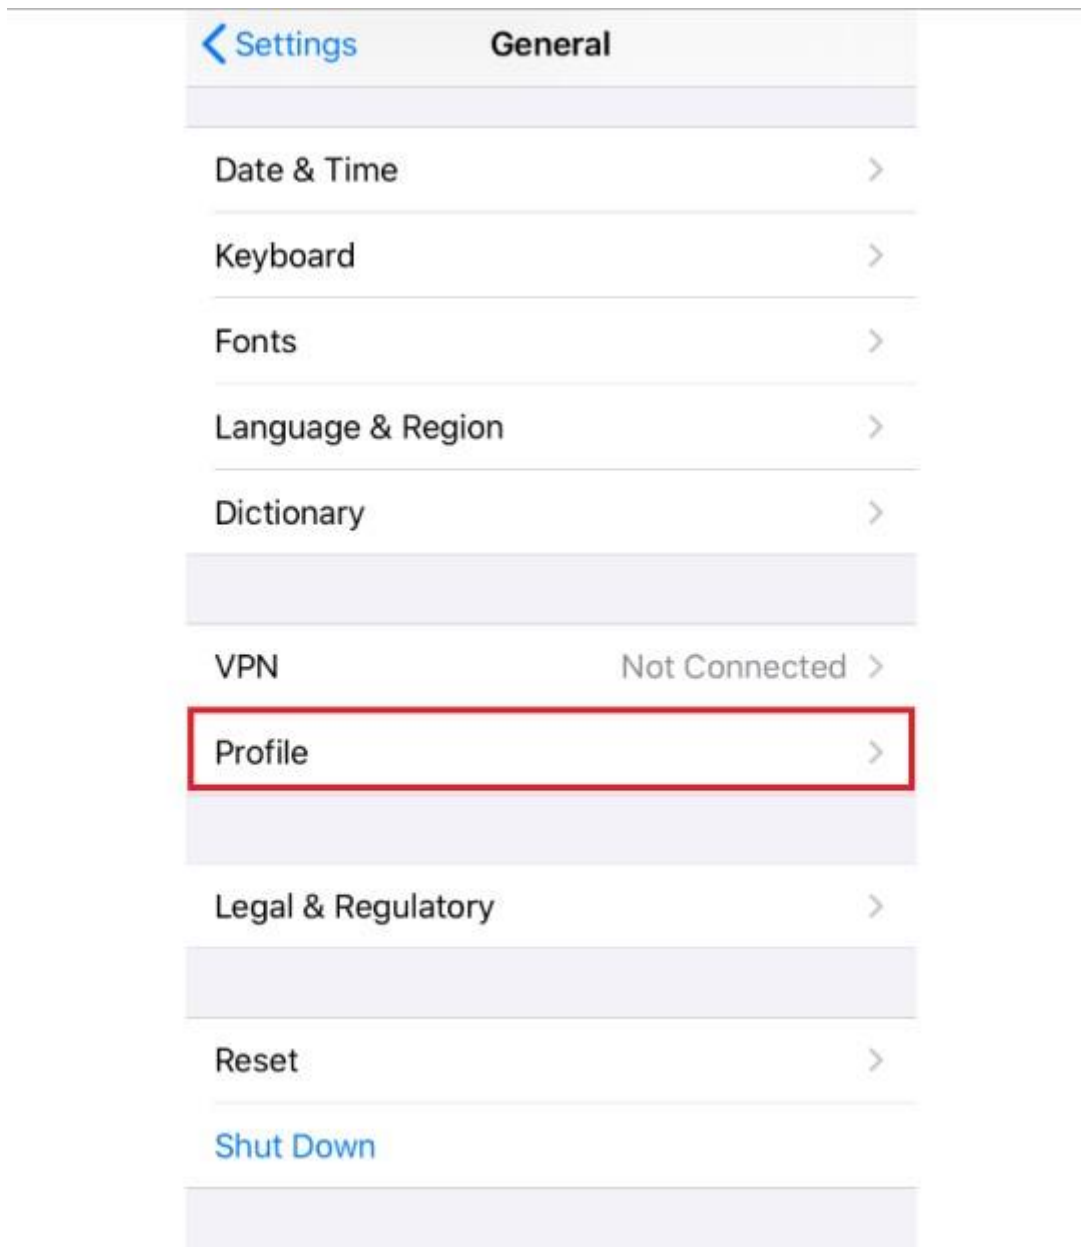 Settings General
Date & Time
Keyboard
Fonts
Language & Region
Dictionary
VPN Not Connected
Profile
Legal & Regulatory
Reset
Shut Down